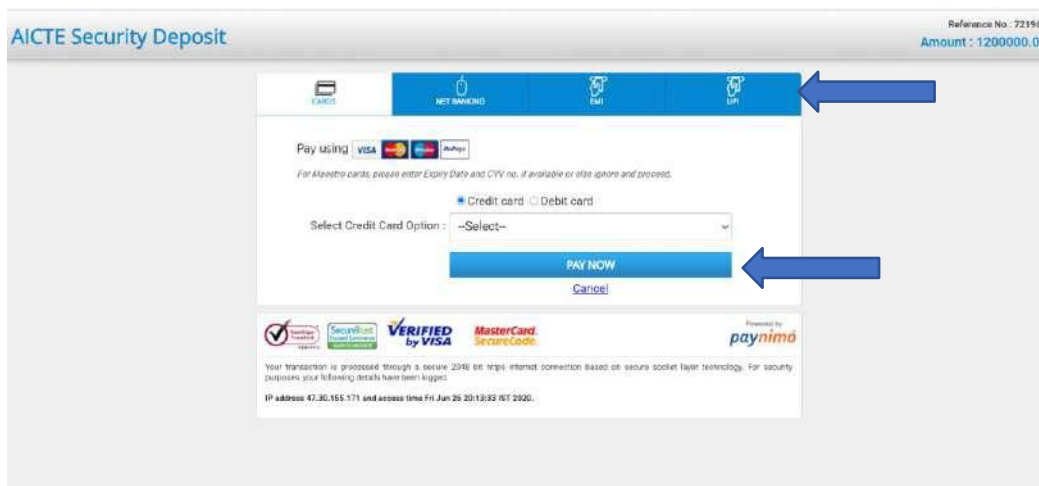 Reference No : 7219
AICTE Security Deposit
Amount : 1200000.0
CARDS
NET BANKING
EMI
UPI
Pay using VISA RuPay
For Maestro cards, please enter Expiry Date and CVV no. if available or else ignore and proceed.
Credit card Debit card
Select Credit Card Option : --Select--
PAY NOW
Cancel
SecureTrust
VERIFIED by VISA
MasterCard. SecureCode.
Powered by
paynimo
Your transaction is processed through a secure 2048 bit https internet connection based on secure socket layer technology. For security
purposes your following details have been logged.
IP address 47.30.155.171 and access time Fri Jun 26 20:13:33 IST 2020.